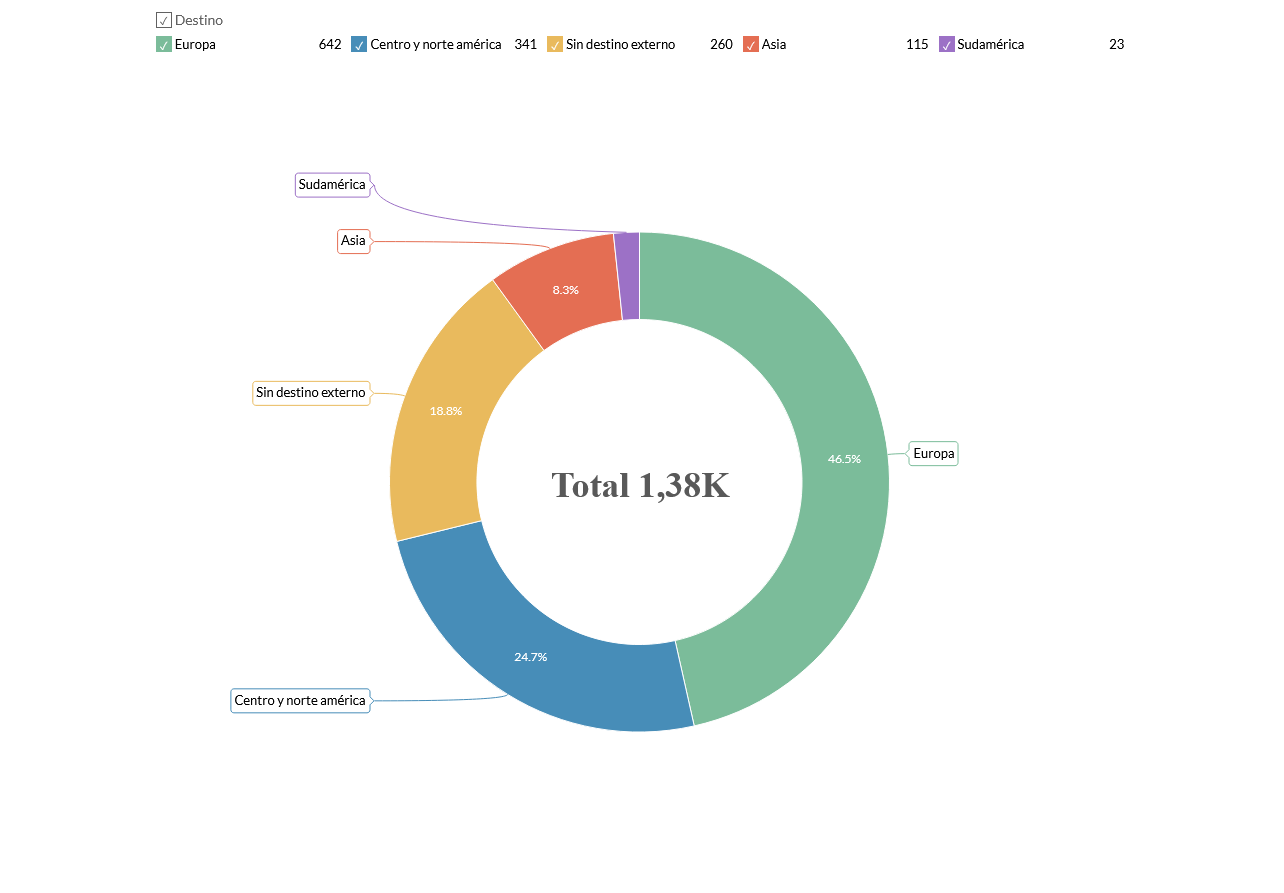 Destino
Europa 642 Centro y norte américa 341 Sin destino externo 260 Asia 115 Sudamérica 23
Sudamérica
Asia
8.3%
Sin destino externo
18.8%
Europa
46.5%
Total 1,38K
24.7%
Centro y norte américa